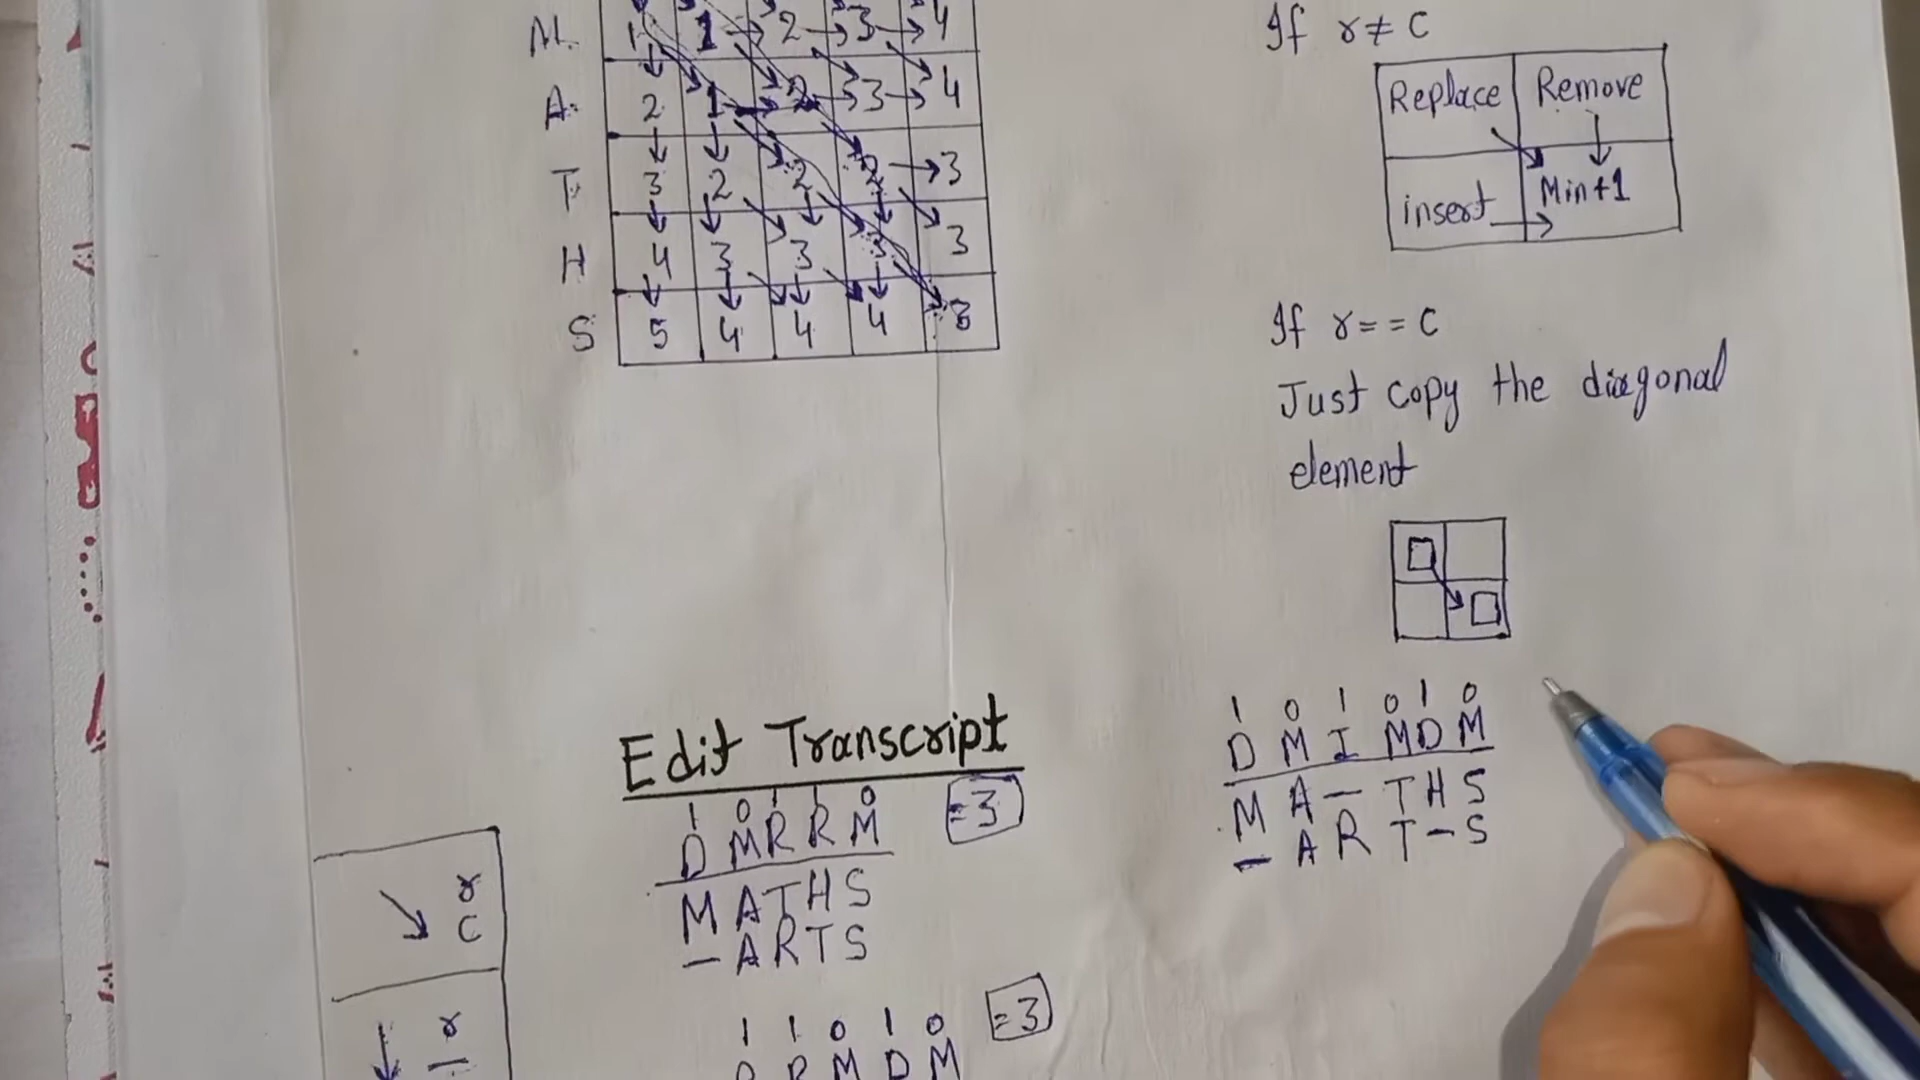 M 1 1 2 3 4
A 2 1 2 3 4
T 3 2 2 2 3
H 4 3 3 3 3
S 5 4 4 4 3
If r ≠ C
Replace Remove
insert Min+1
If r = = C
Just copy the diagonal
element
Edit Transcript
1 0 1 1 0
D M R R M = 3
M A T H S
— A R T S
1 0 1 0 1 0
D M I M D M
M A — T H S
— A R T — S
r
C
r
—
1 1 0 1 0 = 3
R R M D M